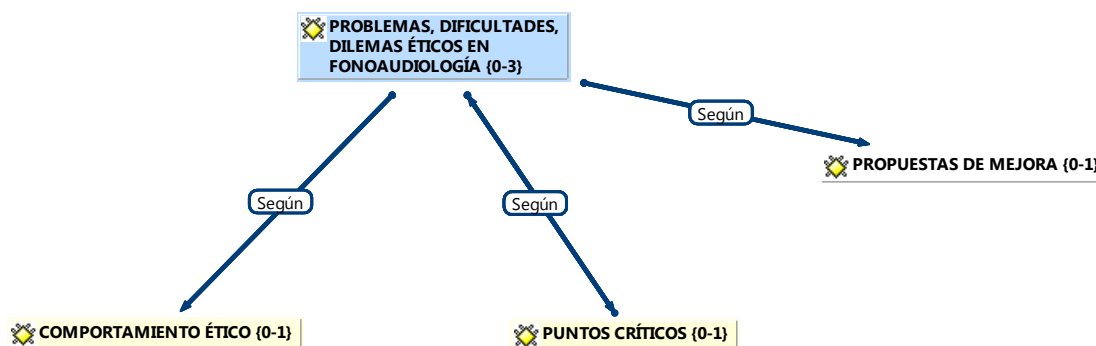 PROBLEMAS, DIFICULTADES,
DILEMAS ÉTICOS EN
FONOAUDIOLOGÍA {0-3}
Según
PROPUESTAS DE MEJORA {0-1}
Según
Según
COMPORTAMIENTO ÉTICO {0-1}
PUNTOS CRÍTICOS {0-1}